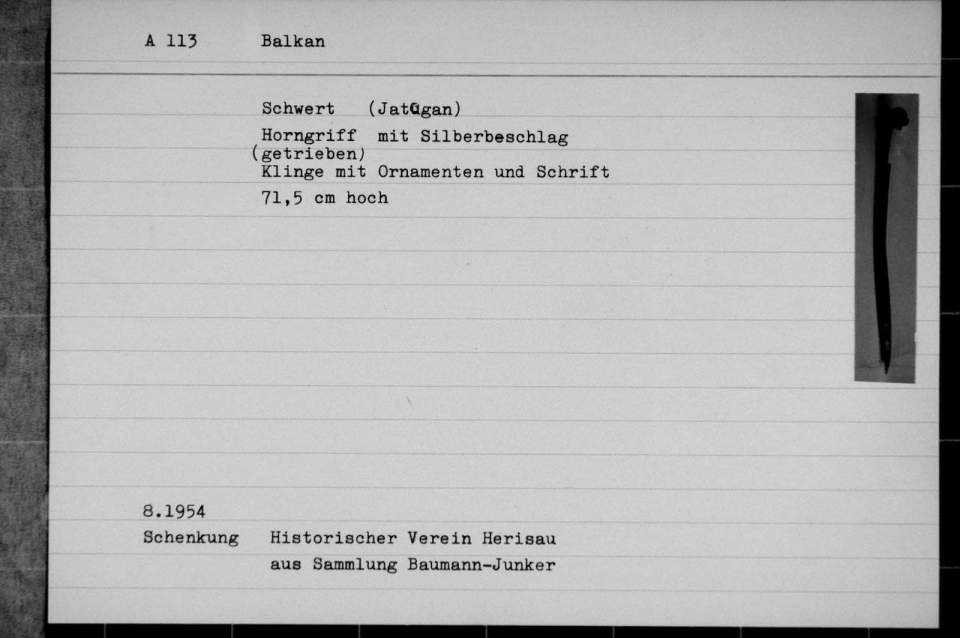 A 113 Balkan
Schwert (Jatagan)
Horngriff mit Silberbeschlag
(getrieben)
Klinge mit Ornamenten und Schrift
71,5 cm hoch
8.1954
Schenkung Historischer Verein Herisau
aus Sammlung Baumann-Junker